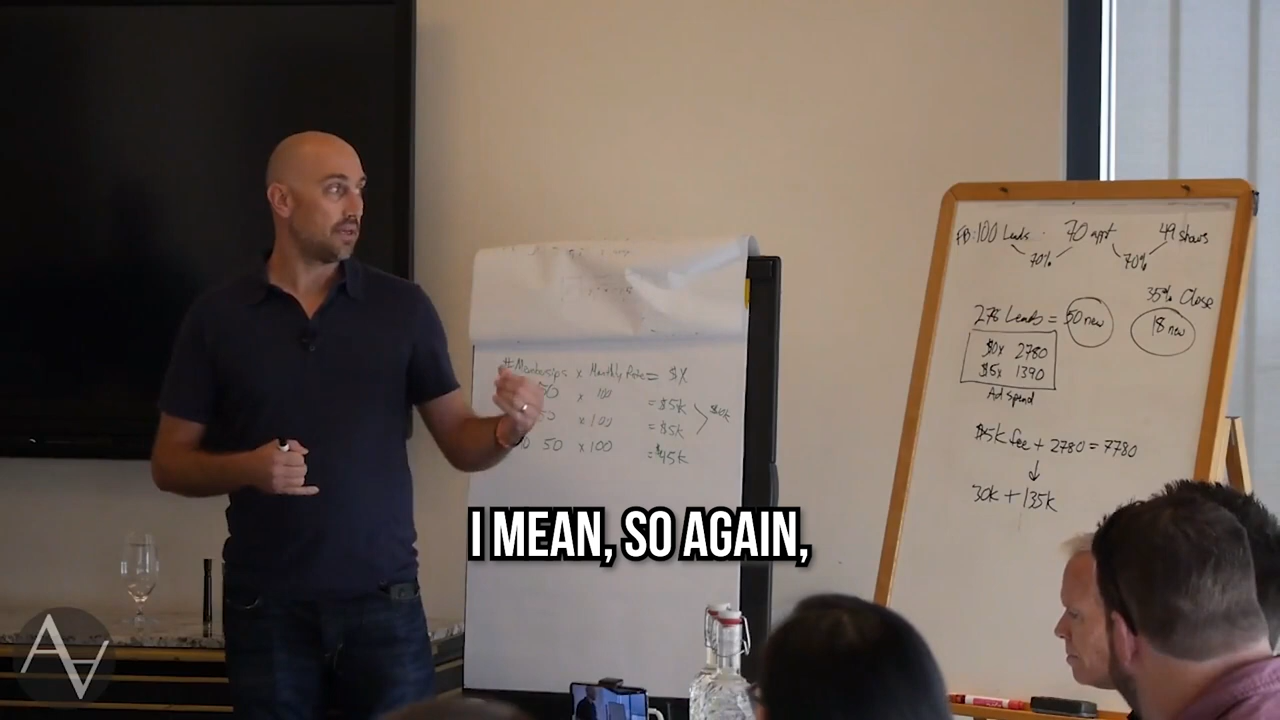 # Memberships x Monthly Rate = $X
50 x 100 = $5k
50 x 100 = $5k
50 x 100 = $45k
FB: 100 Leads . 70 appt 49 shows
70% 70%
35% Close
276 Leads = 50 new
18 new
$10x 2780
$5x 1390
Ad Spend
$5k fee + 2780 = 7780
30k + 135k
I MEAN, SO AGAIN,